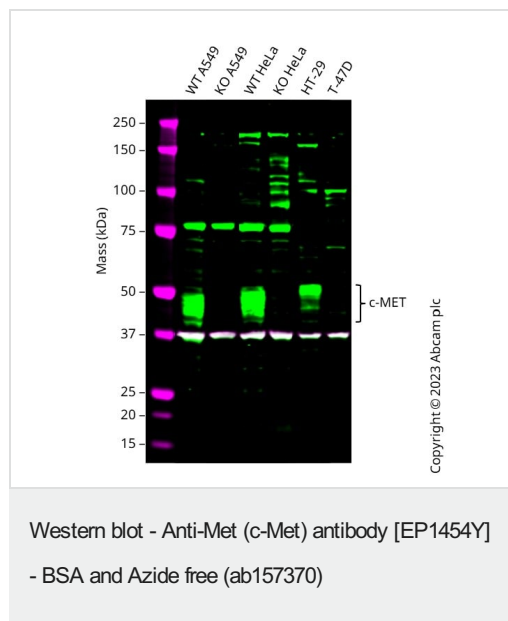 WT A549
KO A549
WT HeLa
KO HeLa
HT-29
T-47D
Mass (kDa)
250
150
100
75
50
37
25
20
15
c-MET
Copyright © 2023 Abcam plc
Western blot - Anti-Met (c-Met) antibody [EP1454Y]
- BSA and Azide free (ab157370)